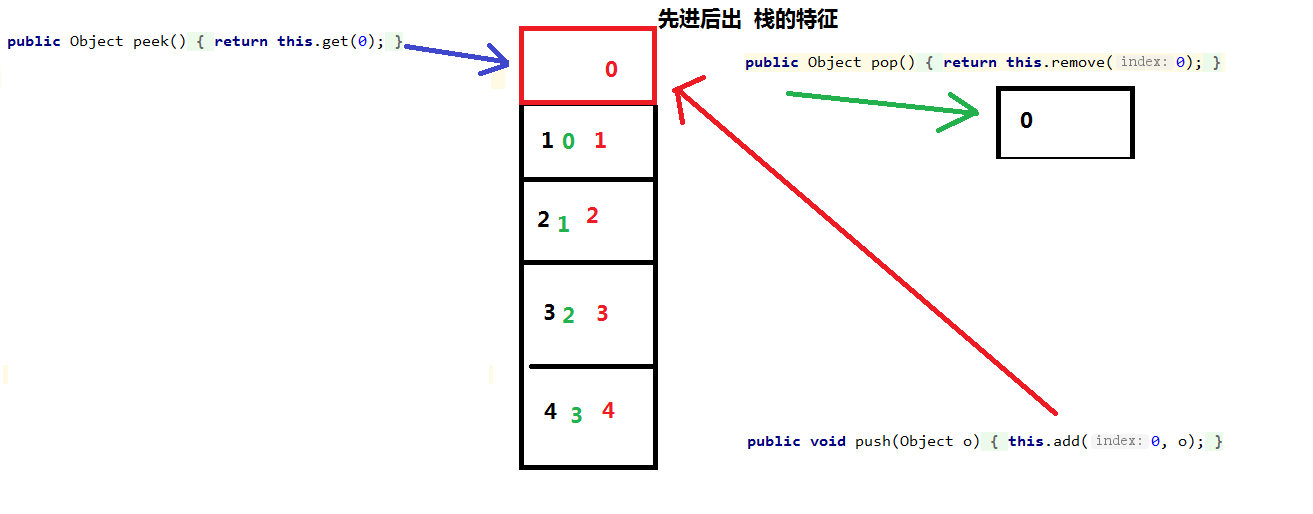 先进后出 栈的特征
public Object peek() { return this.get(0); }
public Object pop() { return this.remove( index: 0); }
0
0
1 0 1
2 1 2
3 2 3
4 3 4
public void push(Object o) { this.add( index: 0, o); }